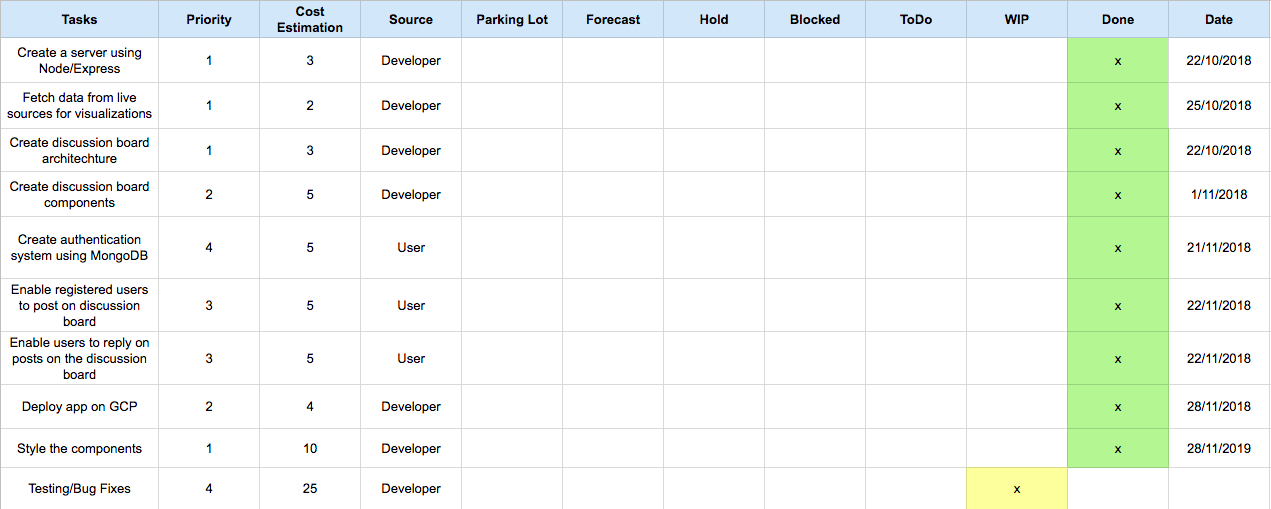 Tasks Priority Cost Estimation Source Parking Lot Forecast Hold Blocked ToDo WIP Done Date
Create a server using
Node/Express 1 3 Developer x 22/10/2018
Fetch data from live
sources for visualizations 1 2 Developer x 25/10/2018
Create discussion board
architechture 1 3 Developer x 22/10/2018
Create discussion board
components 2 5 Developer x 1/11/2018
Create authentication
system using MongoDB 4 5 User x 21/11/2018
Enable registered users
to post on discussion
board 3 5 User x 22/11/2018
Enable users to reply on
posts on the discussion
board 3 5 User x 22/11/2018
Deploy app on GCP 2 4 Developer x 28/11/2018
Style the components 1 10 Developer x 28/11/2019
Testing/Bug Fixes 4 25 Developer x